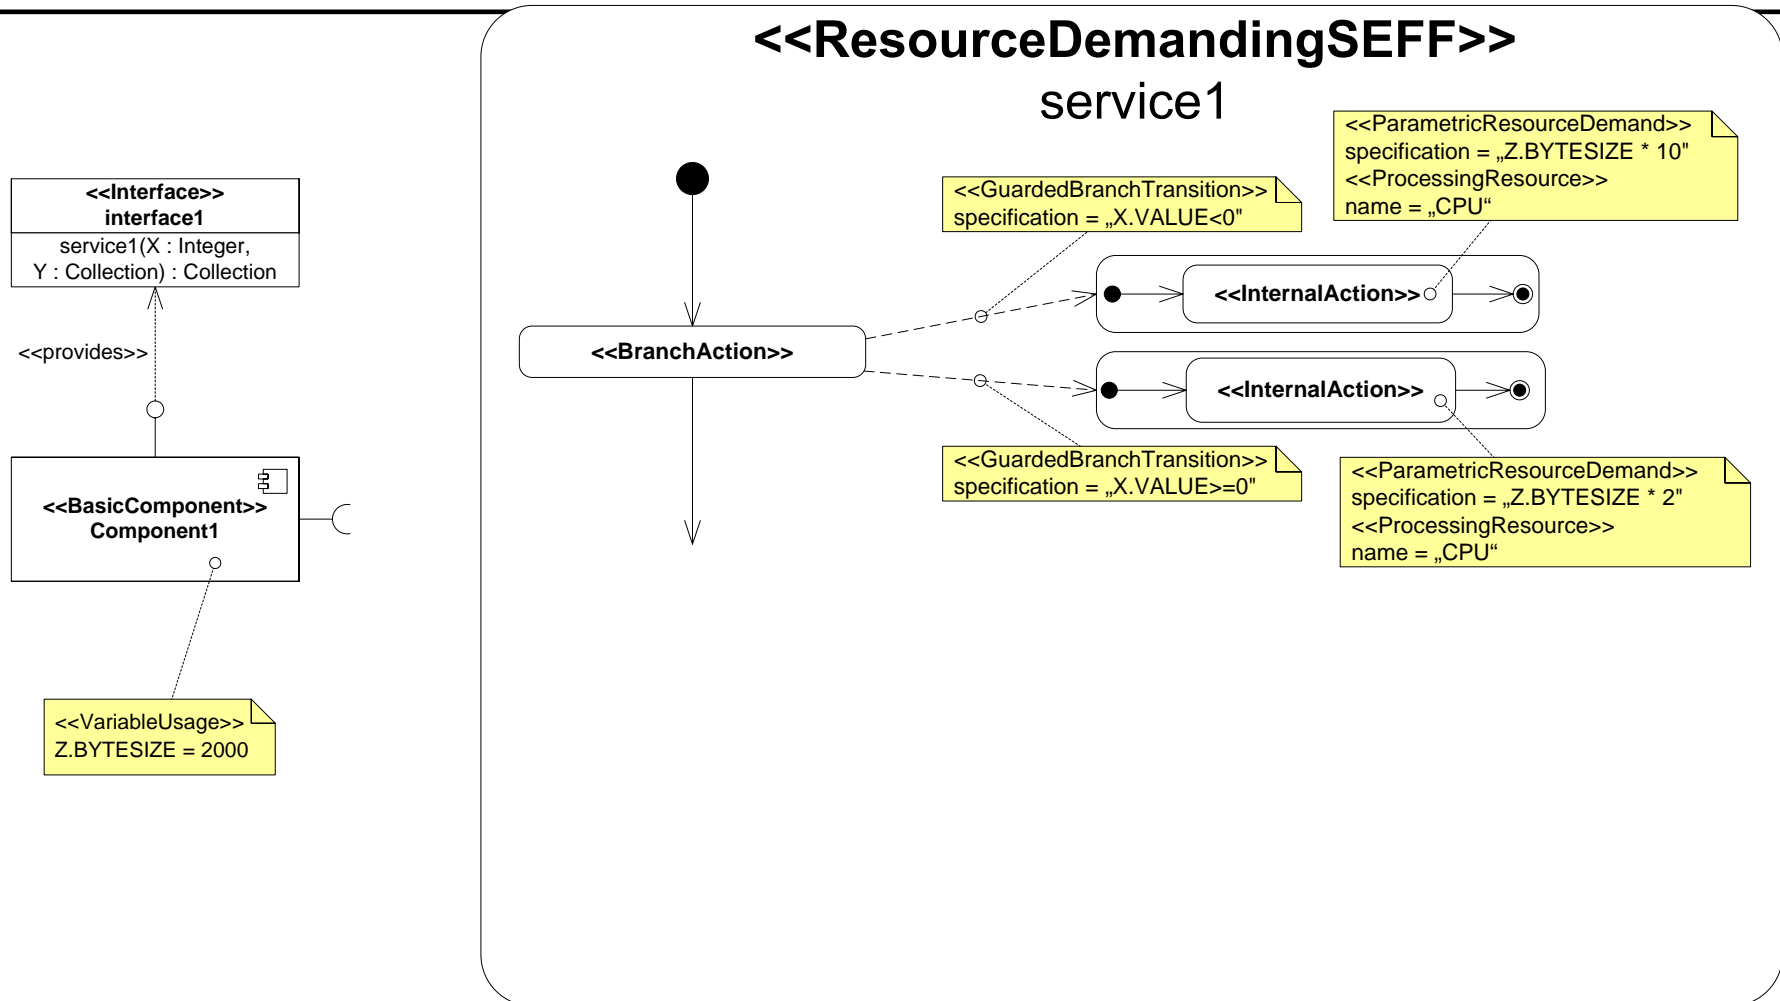 <<ResourceDemandingSEFF>>
service1
<<Interface>>
interface1
service1(X : Integer,
Y : Collection) : Collection
<<provides>>
<<BasicComponent>>
Component1
<<VariableUsage>>
Z.BYTESIZE = 2000
<<BranchAction>>
<<GuardedBranchTransition>>
specification = „X.VALUE<0"
<<ParametricResourceDemand>>
specification = „Z.BYTESIZE * 10"
<<ProcessingResource>>
name = „CPU“
<<InternalAction>>
<<InternalAction>>
<<GuardedBranchTransition>>
specification = „X.VALUE>=0"
<<ParametricResourceDemand>>
specification = „Z.BYTESIZE * 2"
<<ProcessingResource>>
name = „CPU“